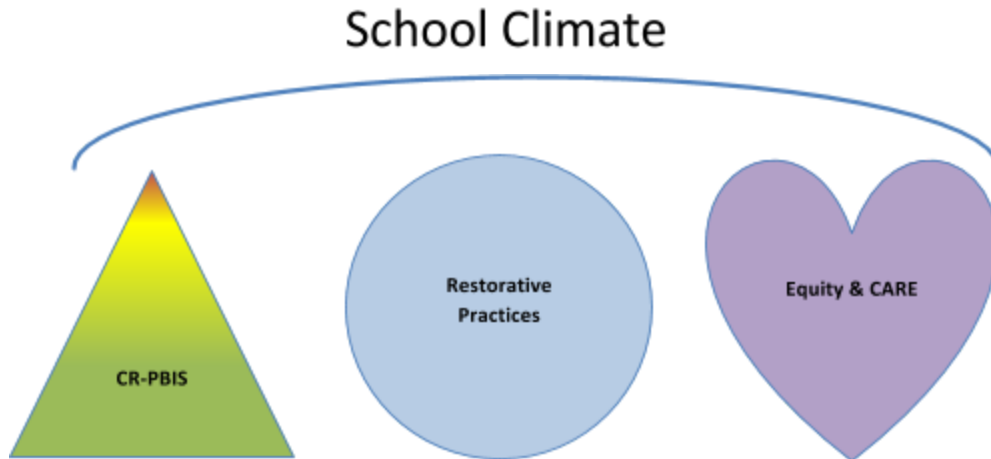 School Climate
CR-PBIS
Restorative
Practices
Equity & CARE